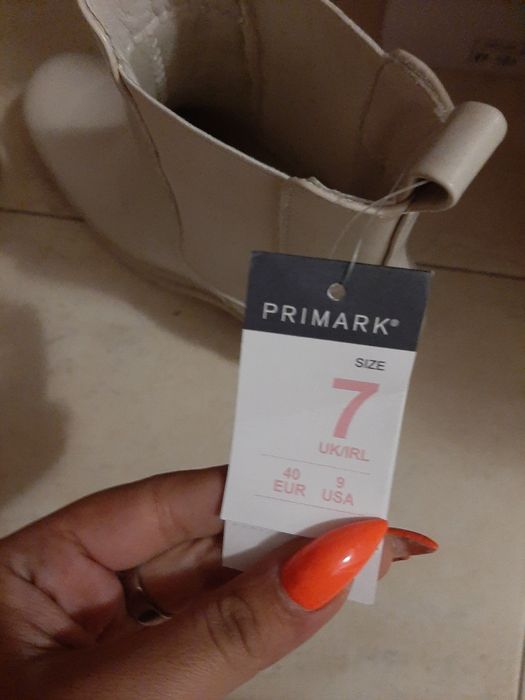 PRIMARK®
SIZE
7
UK/IRL
40 9
EUR USA